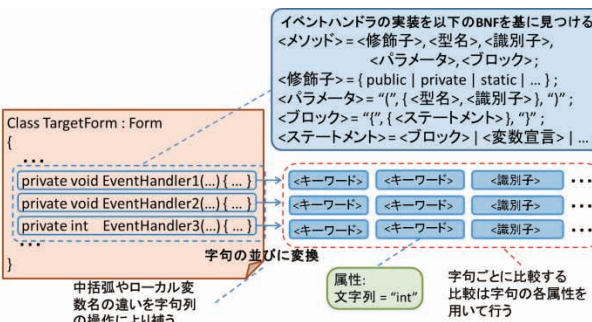 イベントハンドラの実装を以下のBNFを基に見つける
<メソッド> = <修飾子>, <型名>, <識別子>,
<パラメータ>, <ブロック> ;
<修飾子> = { public | private | static | … } ;
<パラメータ> = “(“, { <型名>, <識別子> }, “)” ;
<ブロック> = “{“, { <ステートメント> }, “}” ;
<ステートメント> = <ブロック> | <変数宣言> | …
Class TargetForm : Form
{
…
private void EventHandler1(…) { … }
private void EventHandler2(…) { … }
private int EventHandler3(…) { … }
…
}
<キーワード> <キーワード> <識別子> …
<キーワード> <キーワード> <識別子> …
<キーワード> <キーワード> <識別子> …
字句の並びに変換
中括弧やローカル変
数名の違いを字句列
の操作により補う
属性:
文字列 = “int”
字句ごとに比較する
比較は字句の各属性を
用いて行う